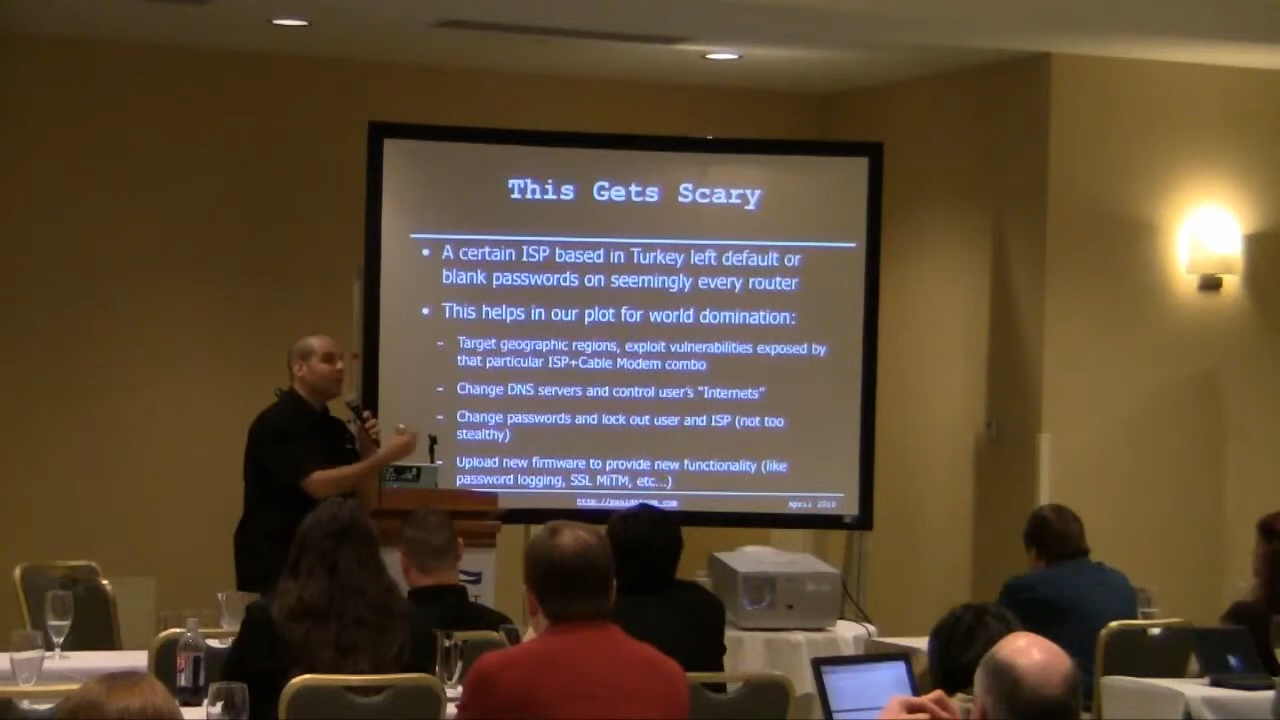 This Gets Scary
• A certain ISP based in Turkey left default or
blank passwords on seemingly every router
• This helps in our plot for world domination:
- Target geographic regions, exploit vulnerabilities exposed by
that particular ISP+Cable Modem combo
- Change DNS servers and control user's "Internets"
- Change passwords and lock out user and ISP (not too
stealthy)
- Upload new firmware to provide new functionality (like
password logging, SSL MiTM, etc...)
April 2010